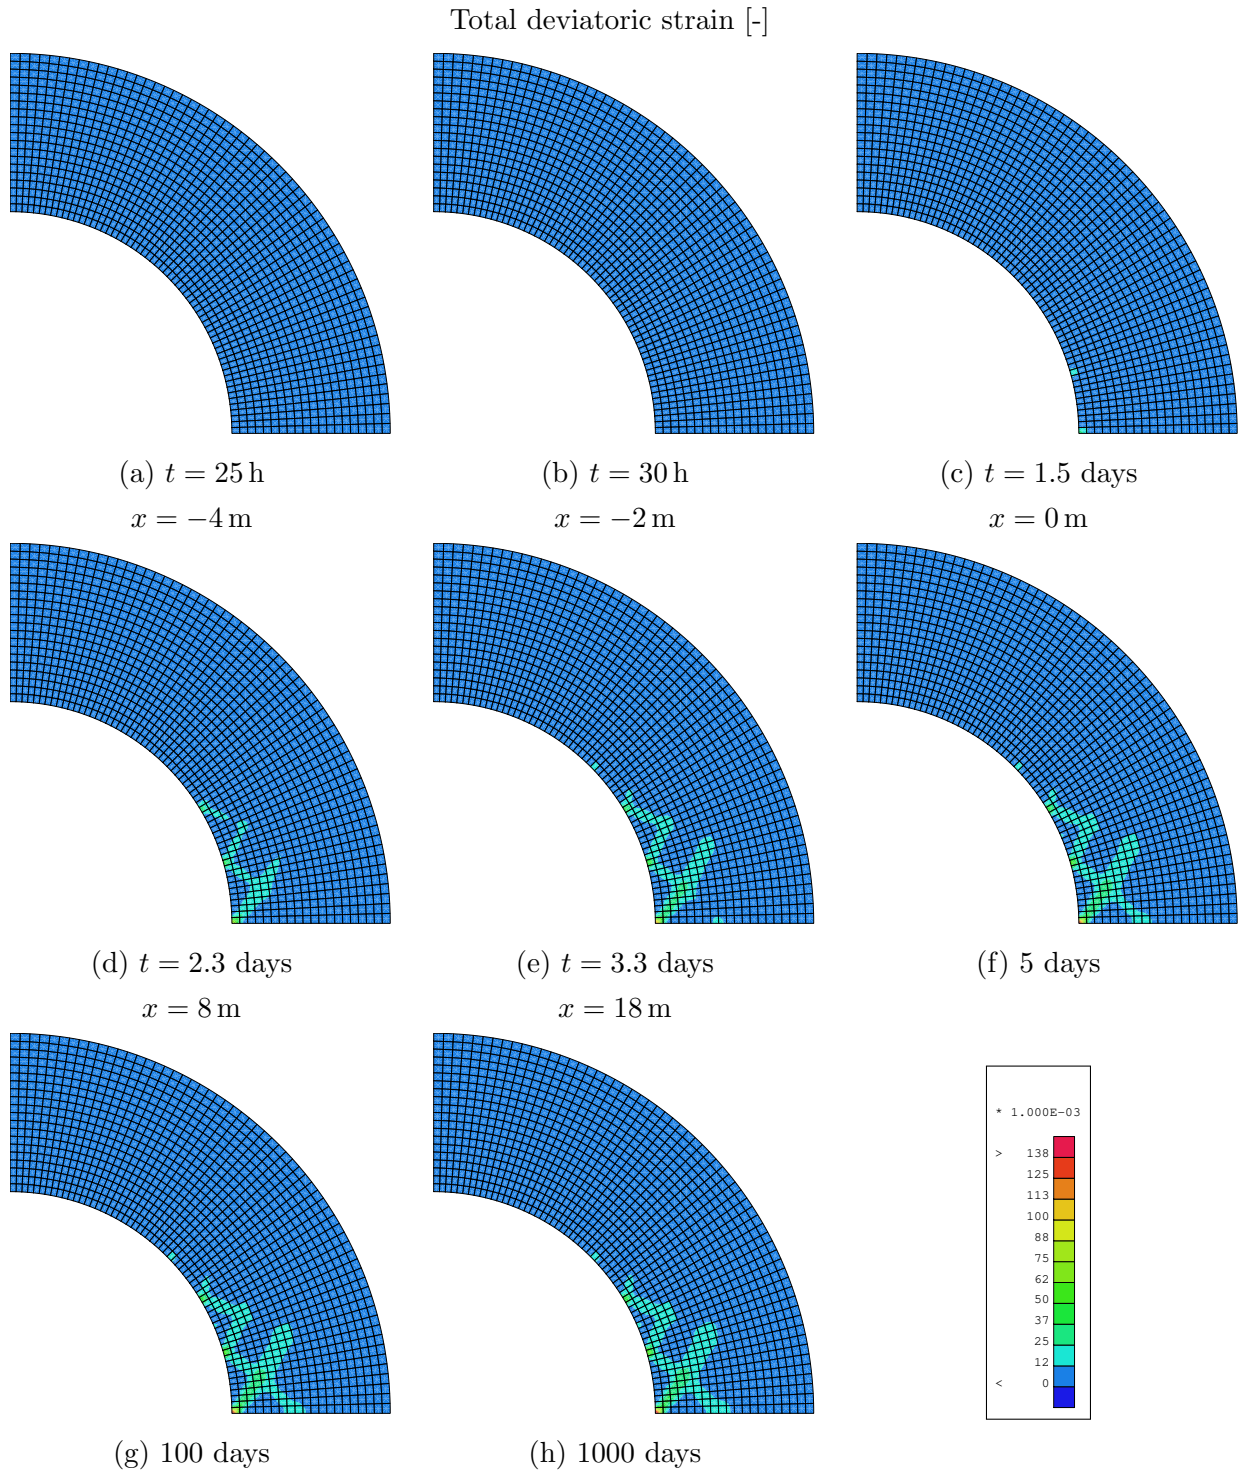 Total deviatoric strain [-]
(a) t = 25 h
(b) t = 30 h
(c) t = 1.5 days
x = −4 m
x = −2 m
x = 0 m
(d) t = 2.3 days
(e) t = 3.3 days
(f) 5 days
x = 8 m
x = 18 m
* 1.000E-03
> 138
125
113
100
88
75
62
50
37
25
12
< 0
(g) 100 days
(h) 1000 days